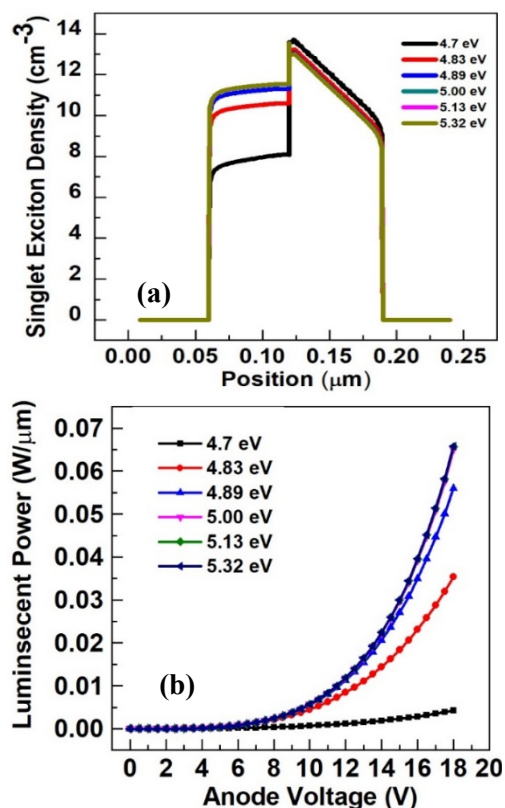 Singlet Exciton Density (cm⁻³)
14
12
10
8
6
4
2
0
4.7 eV
4.83 eV
4.89 eV
5.00 eV
5.13 eV
5.32 eV
(a)
0.00 0.05 0.10 0.15 0.20 0.25
Position (μm)
Luminsecent Power (W/μm)
0.07
0.06
0.05
0.04
0.03
0.02
0.01
0.00
4.7 eV
4.83 eV
4.89 eV
5.00 eV
5.13 eV
5.32 eV
(b)
0 2 4 6 8 10 12 14 16 18 20
Anode Voltage (V)